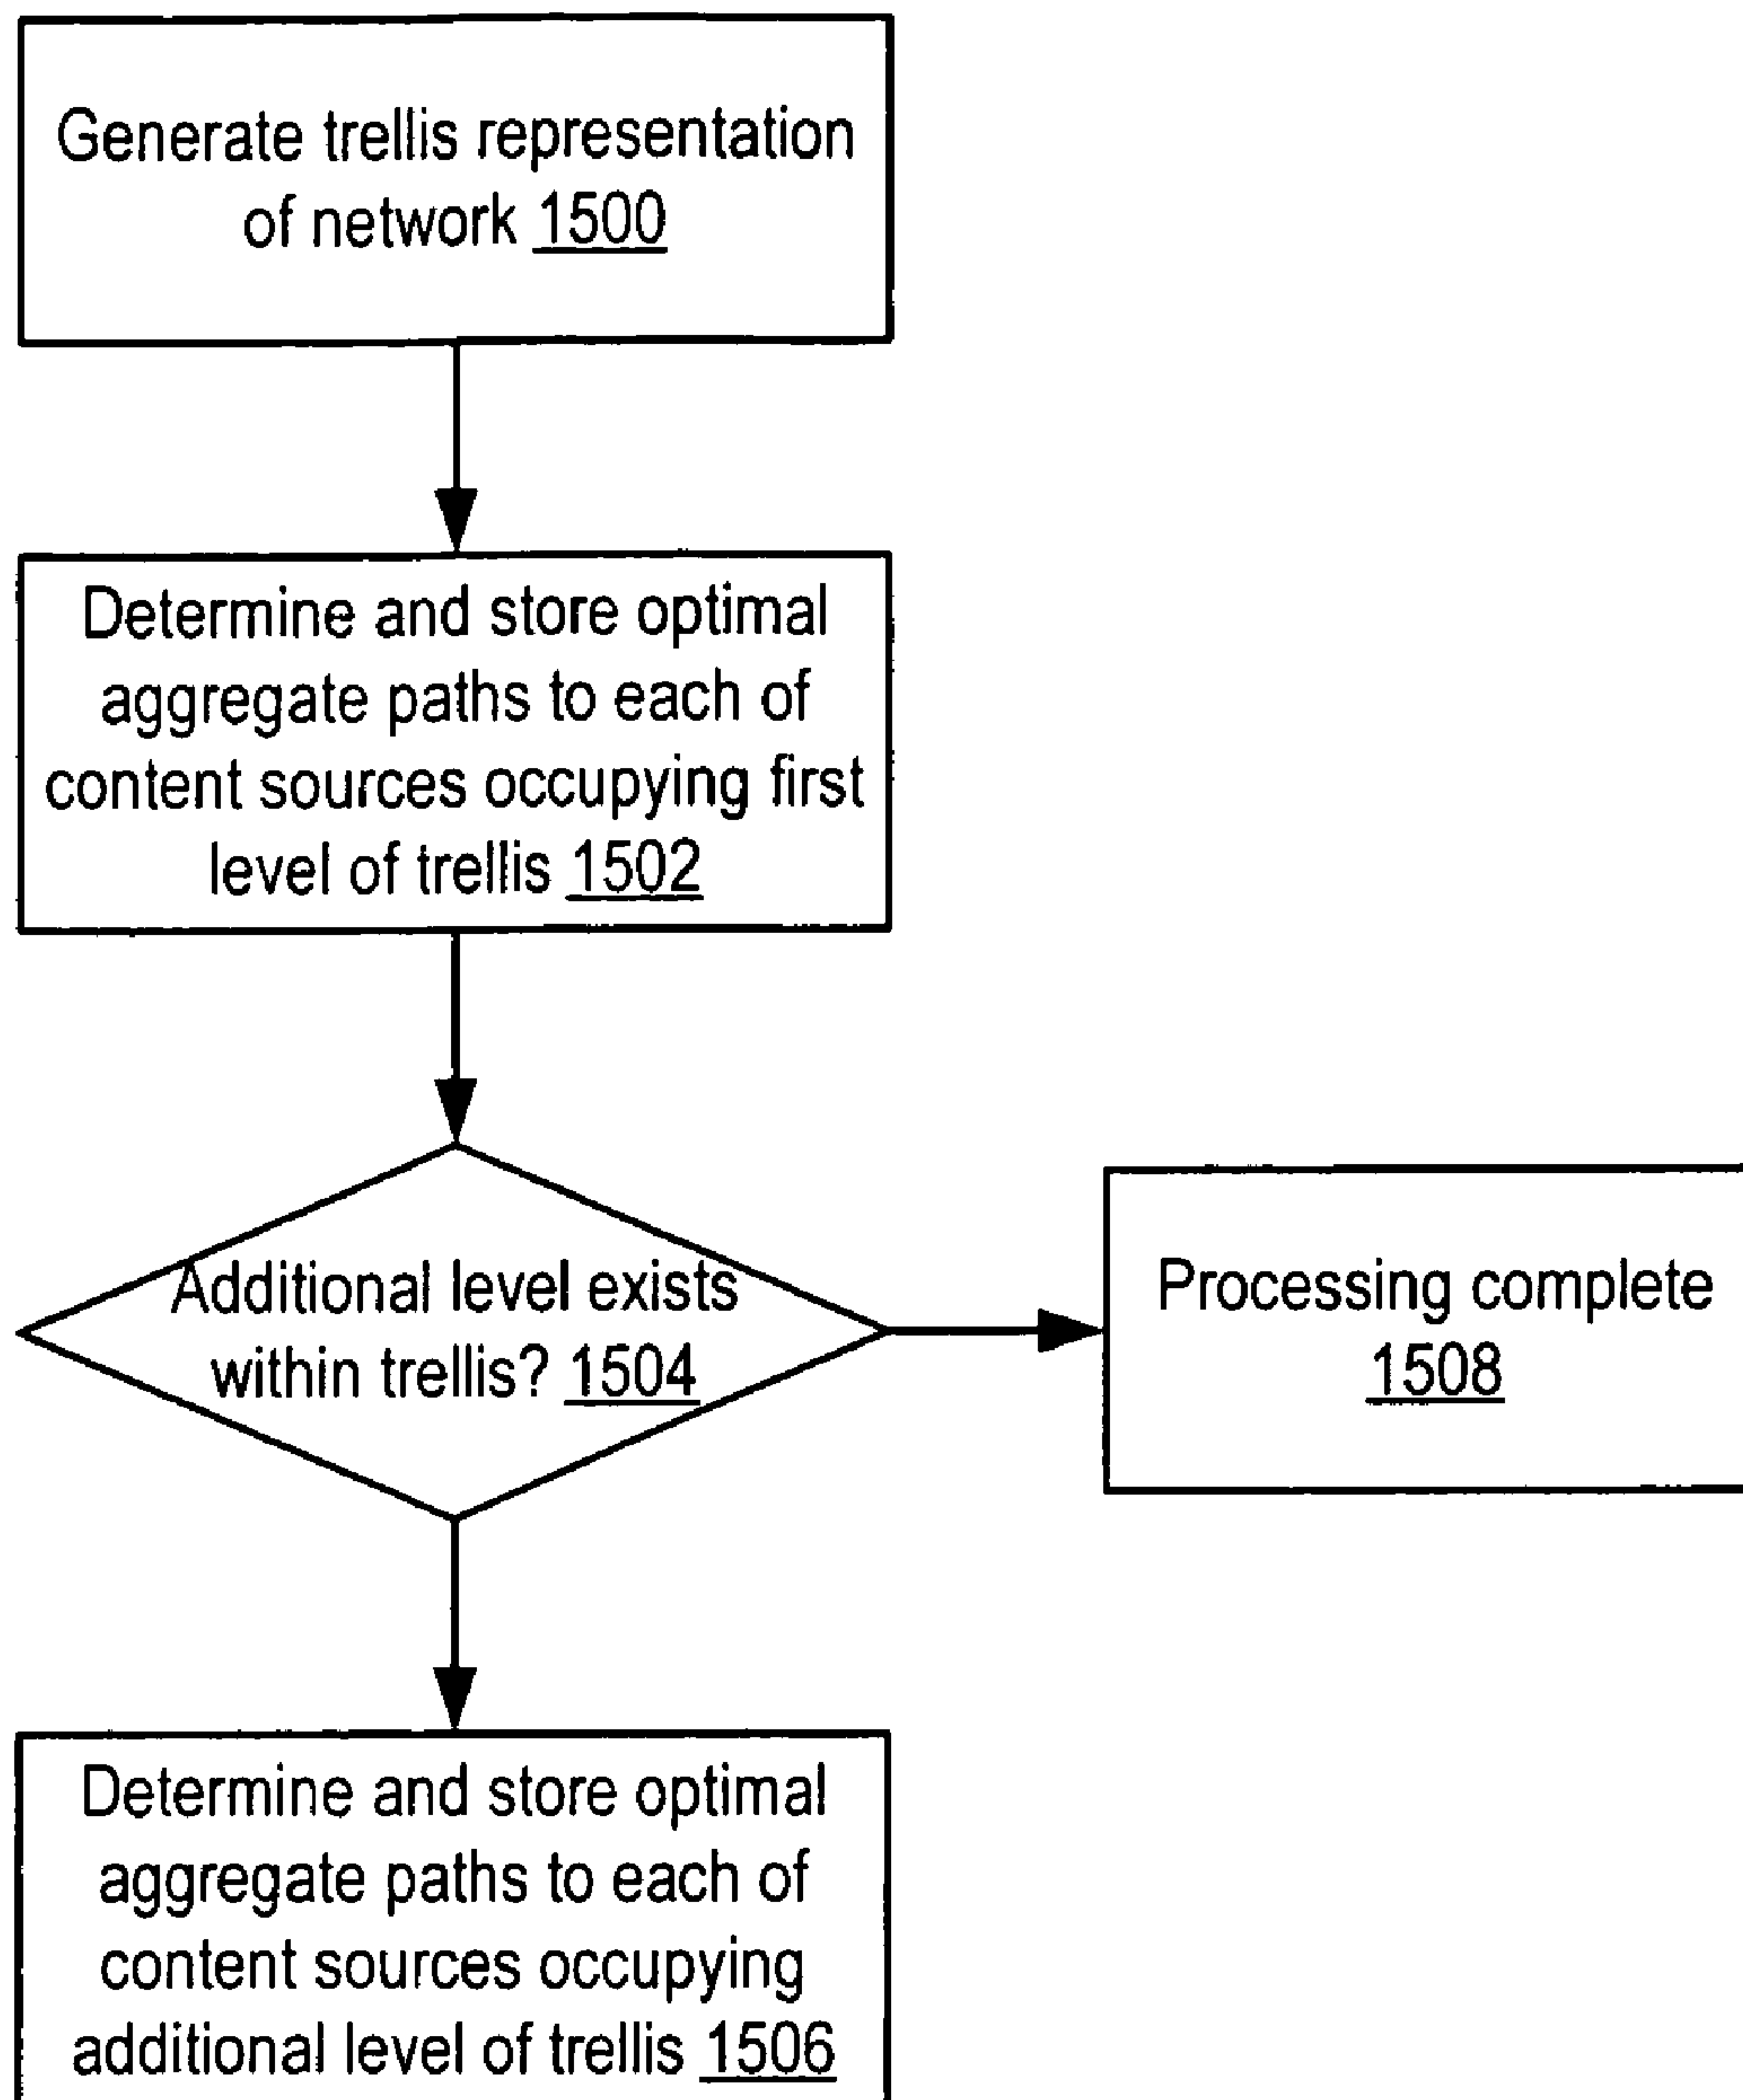 Generate trellis representation
of network 1500
Determine and store optimal
aggregate paths to each of
content sources occupying first
level of trellis 1502
Additional level exists
within trellis? 1504
Processing complete
1508
Determine and store optimal
aggregate paths to each of
content sources occupying
additional level of trellis 1506